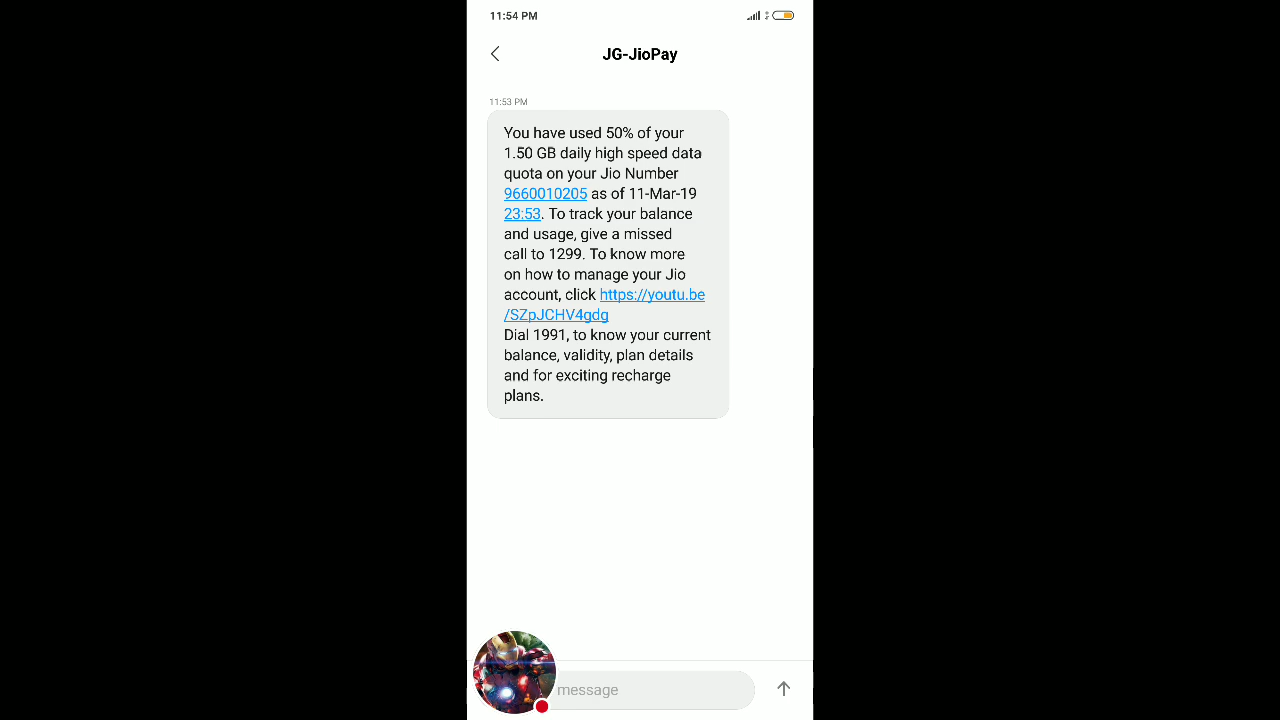 11:54 PM
JG-JioPay
11:53 PM
You have used 50% of your
1.50 GB daily high speed data
quota on your Jio Number
9660010205 as of 11-Mar-19
23:53. To track your balance
and usage, give a missed
call to 1299. To know more
on how to manage your Jio
account, click https://youtu.be
/SZpJCHV4gdg
Dial 1991, to know your current
balance, validity, plan details
and for exciting recharge
plans.
message